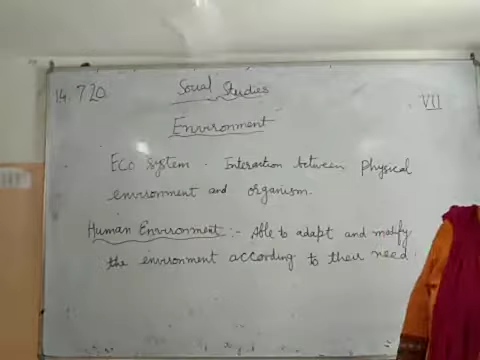 14.7.20
Social Studies
VII
Environment
Eco system - Interaction between physical
environment and organism.
Human Environment :- Able to adapt and modify
the environment according to their need.